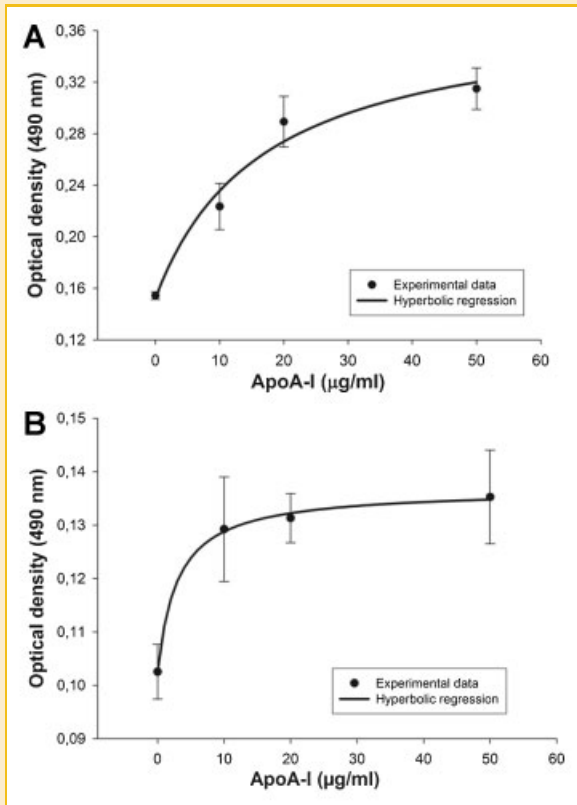 A
0,36
0,32
0,28
0,24
0,20
0,16
0,12
Optical density (490 nm)
Experimental data
Hyperbolic regression
0 10 20 30 40 50 60
ApoA-I (μg/ml)
B
0,15
0,14
0,13
0,12
0,11
0,10
0,09
Optical density (490 nm)
Experimental data
Hyperbolic regression
0 10 20 30 40 50 60
ApoA-I (μg/ml)